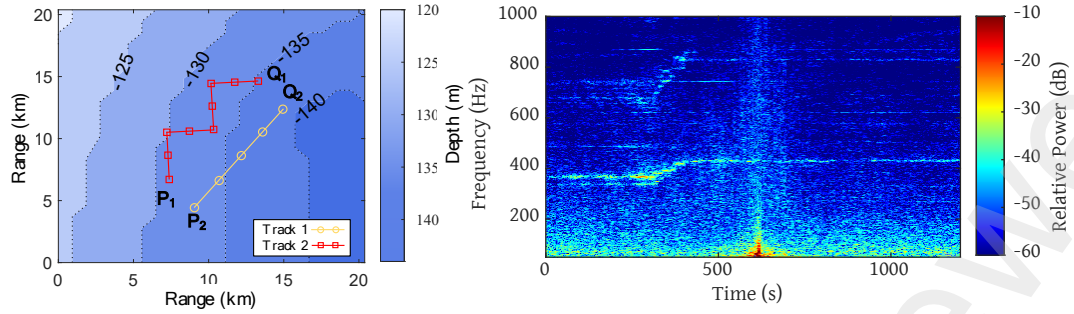 20
15
10
5
0
Range (km)
0
5
10
15
20
Range (km)
-125
-130
-135
-140
P1
Q1
P2
Q2
Track 1
Track 2
120
125
130
135
140
Depth (m)
1000
800
600
400
200
Frequency (Hz)
0
500
1000
Time (s)
-10
-20
-30
-40
-50
-60
Relative Power (dB)